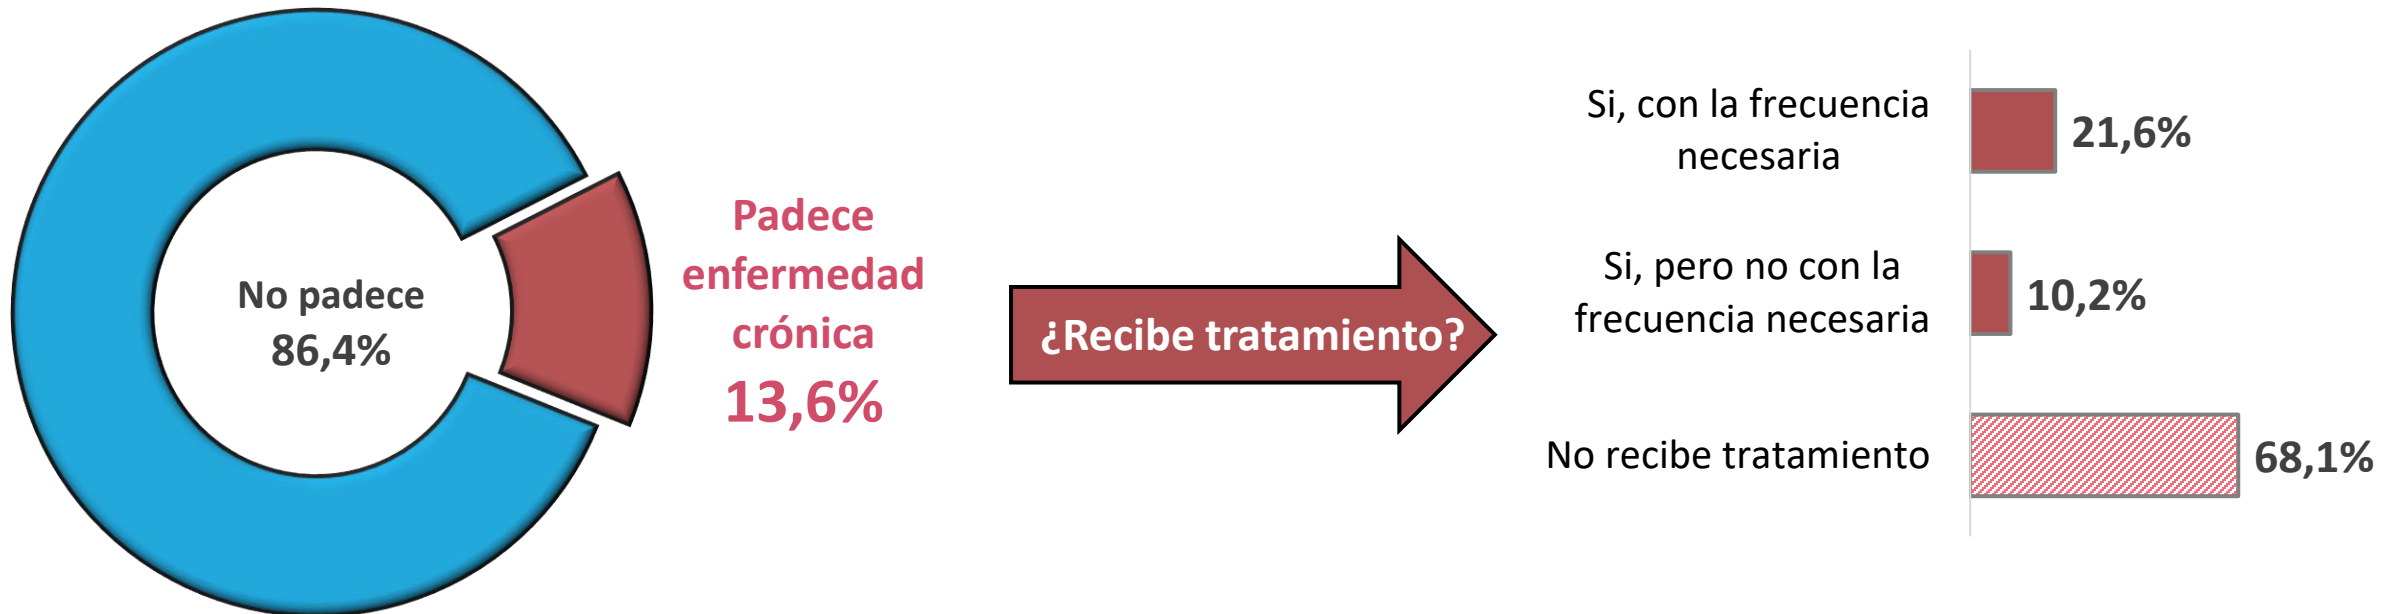 No padece
86,4%
Padece
enfermedad
crónica
13,6%
¿Recibe tratamiento?
Si, con la frecuencia
necesaria
21,6%
Si, pero no con la
frecuencia necesaria
10,2%
No recibe tratamiento
68,1%